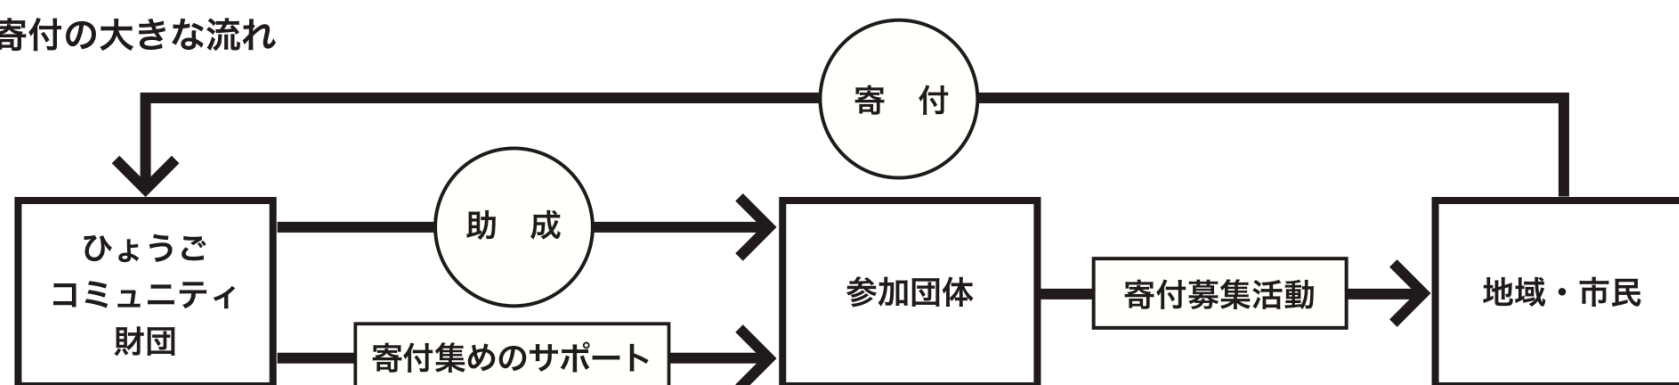 寄付の大きな流れ
寄　付
助　成
ひょうご
コミュニティ
財団
寄付集めのサポート
参加団体
寄付募集活動
地域・市民